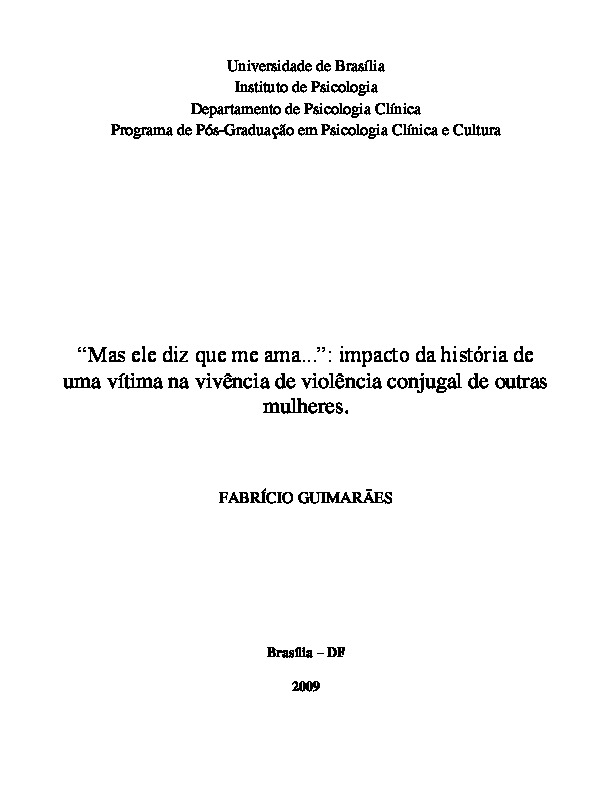 Universidade de Brasília
Instituto de Psicologia
Departamento de Psicologia Clínica
Programa de Pós-Graduação em Psicologia Clínica e Cultura
“Mas ele diz que me ama...”: impacto da história de
uma vítima na vivência de violência conjugal de outras
mulheres.
FABRÍCIO GUIMARÃES
Brasília – DF
2009